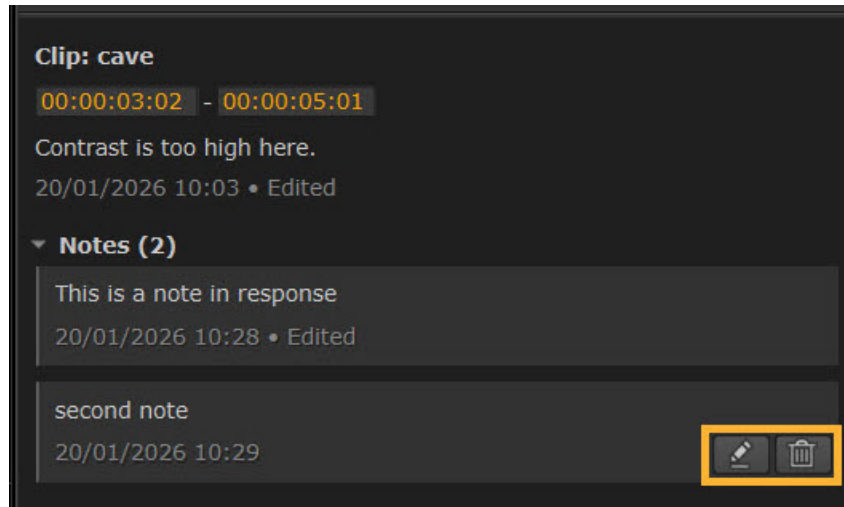 Clip: cave
00:00:03:02 - 00:00:05:01
Contrast is too high here.
20/01/2026 10:03 • Edited
Notes (2)
This is a note in response
20/01/2026 10:28 • Edited
second note
20/01/2026 10:29